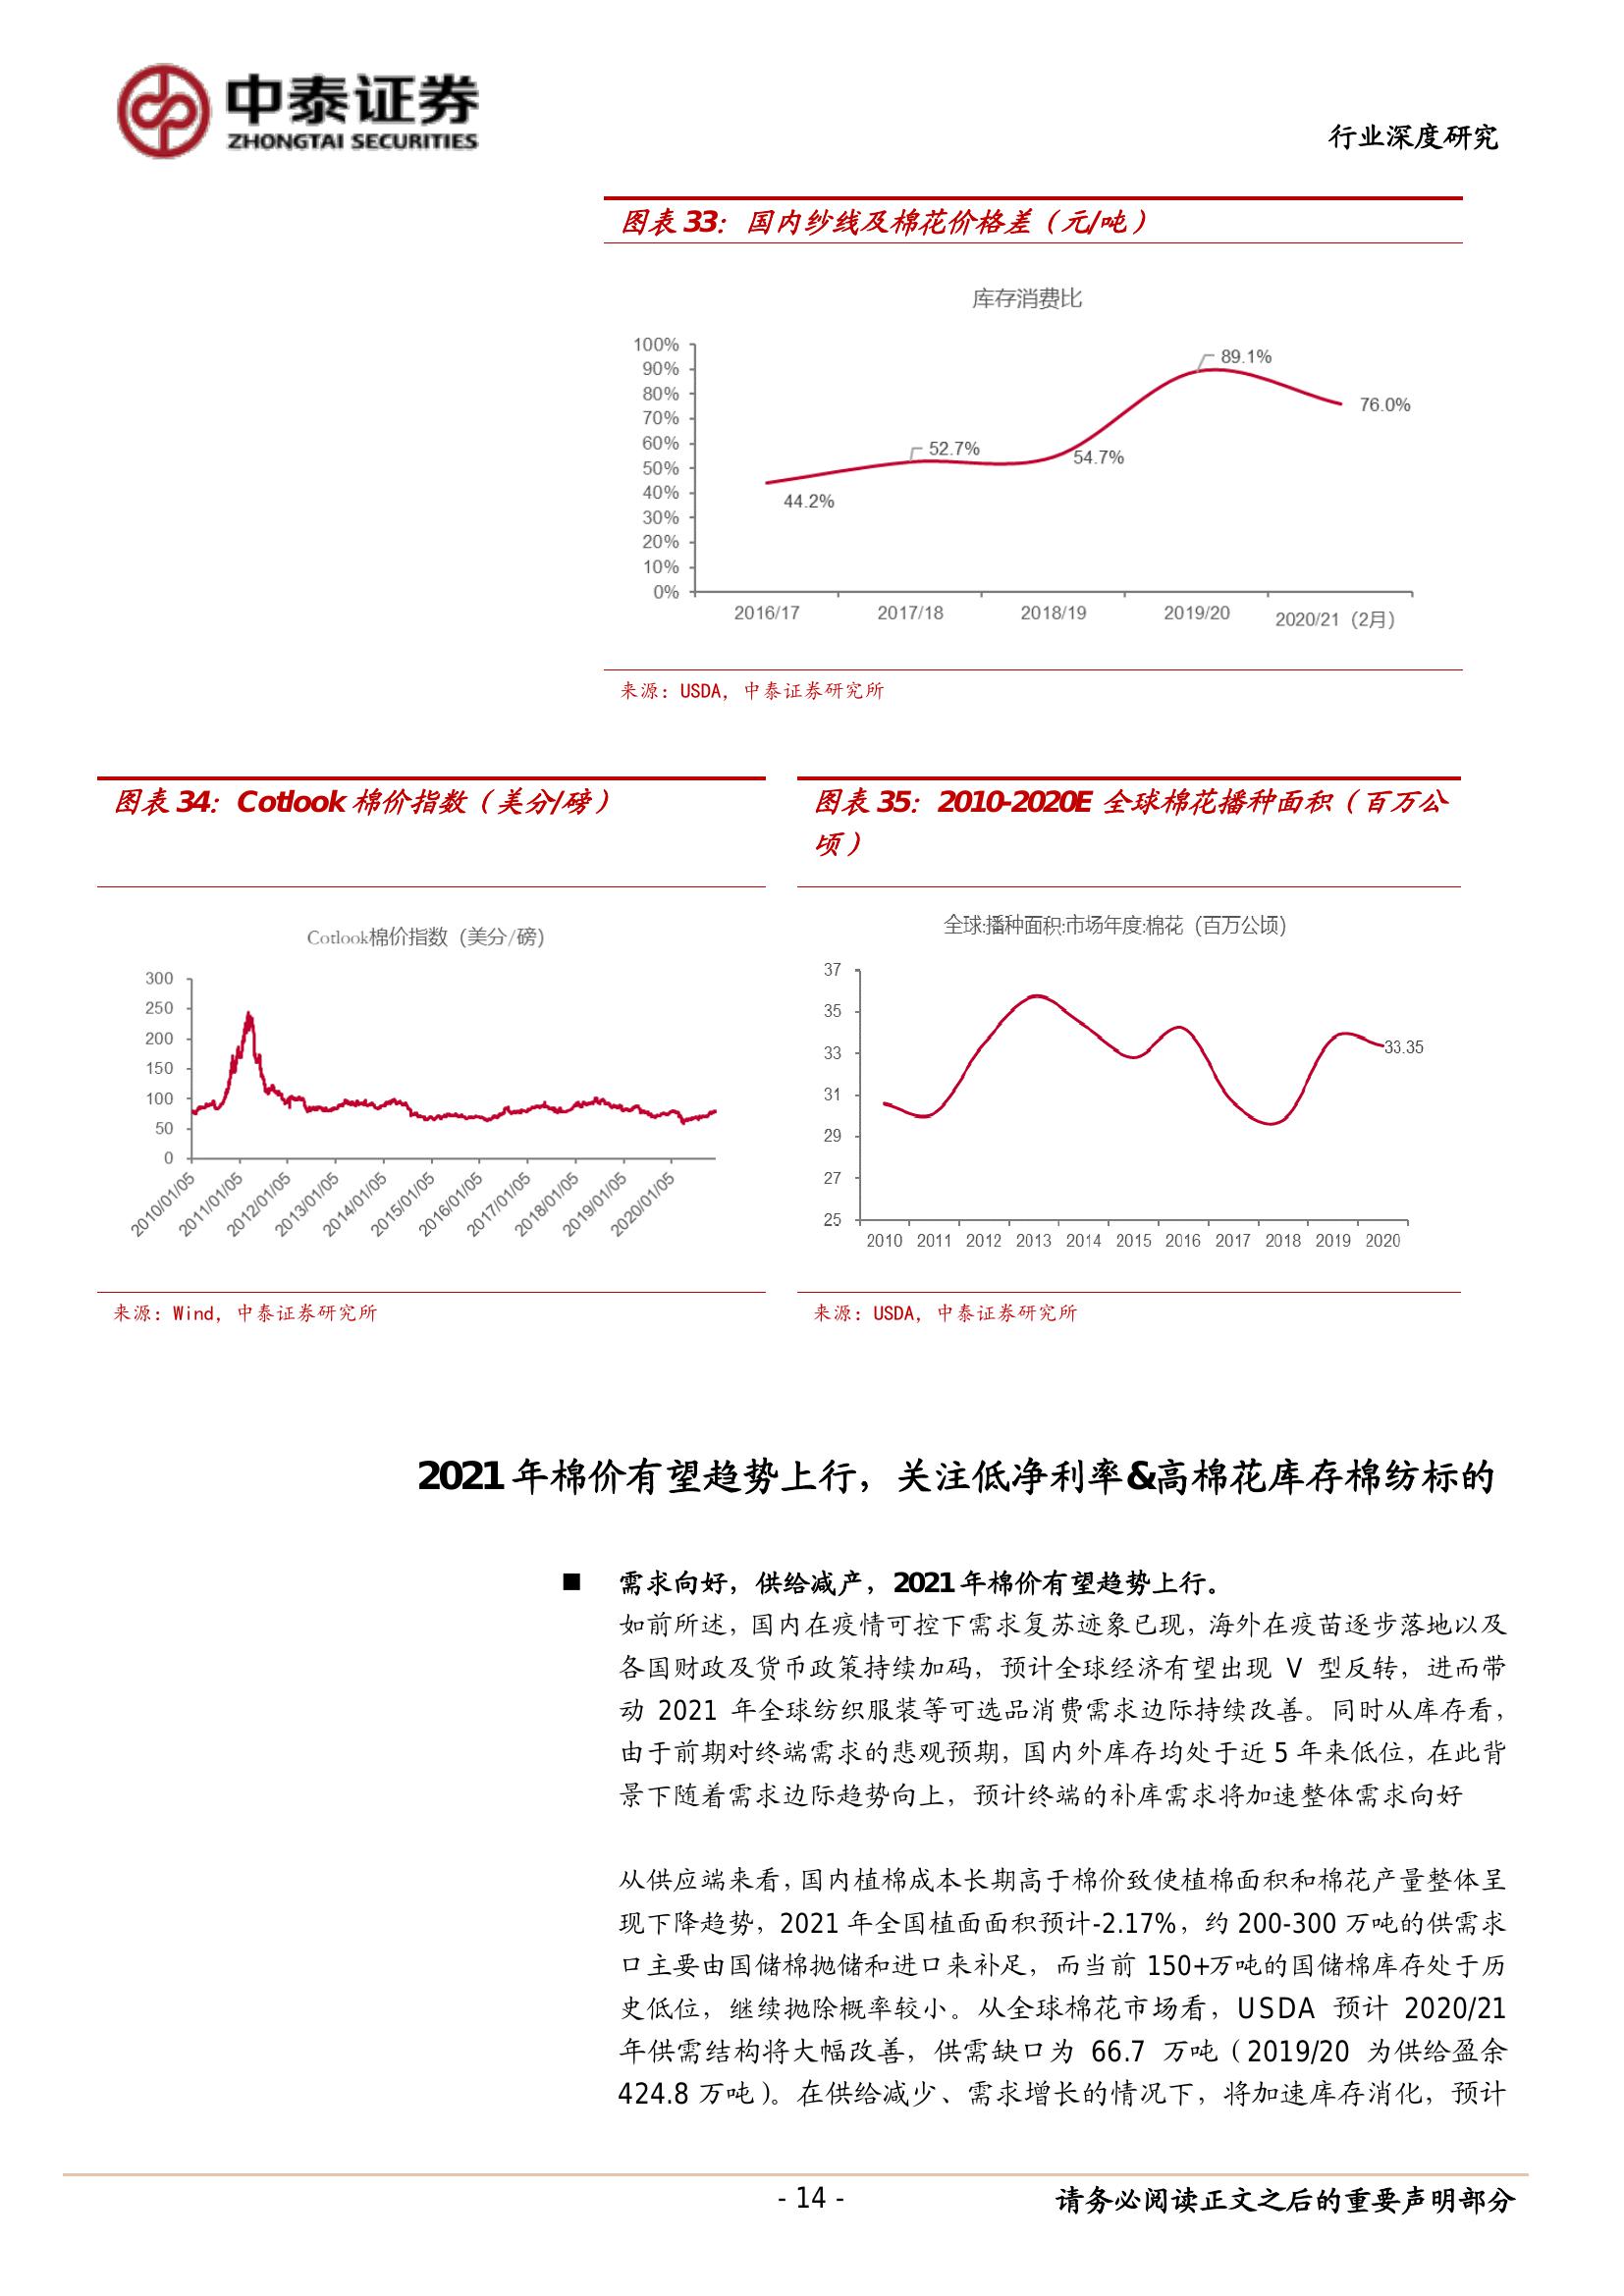 中泰证券
ZHONGTAI SECURITIES
行业深度研究
图表 33：国内纱线及棉花价格差（元/吨）
库存消费比
100%
90%
80%
70%
60%
50%
40%
30%
20%
10%
0%
44.2%
52.7%
54.7%
89.1%
76.0%
2016/17 2017/18 2018/19 2019/20 2020/21（2月）
来源：USDA，中泰证券研究所
图表 34：Cotlook 棉价指数（美分/磅）
Cotlook棉价指数（美分/磅）
300
250
200
150
100
50
0
2010/01/05 2011/01/05 2012/01/05 2013/01/05 2014/01/05 2015/01/05 2016/01/05 2017/01/05 2018/01/05 2019/01/05 2020/01/05
来源：Wind，中泰证券研究所
图表 35：2010-2020E 全球棉花播种面积（百万公
顷）
全球:播种面积:市场年度:棉花（百万公顷）
37
35
33
31
29
27
25
33.35
2010 2011 2012 2013 2014 2015 2016 2017 2018 2019 2020
来源：USDA，中泰证券研究所
2021 年棉价有望趋势上行，关注低净利率&高棉花库存棉纺标的
■ 需求向好，供给减产，2021 年棉价有望趋势上行。
如前所述，国内在疫情可控下需求复苏迹象已现，海外在疫苗逐步落地以及
各国财政及货币政策持续加码，预计全球经济有望出现 V 型反转，进而带
动 2021 年全球纺织服装等可选品消费需求边际持续改善。同时从库存看，
由于前期对终端需求的悲观预期，国内外库存均处于近 5 年来低位，在此背
景下随着需求边际趋势向上，预计终端的补库需求将加速整体需求向好
从供应端来看，国内植棉成本长期高于棉价致使植棉面积和棉花产量整体呈
现下降趋势，2021 年全国植面面积预计-2.17%，约 200-300 万吨的供需求
口主要由国储棉抛储和进口来补足，而当前 150+万吨的国储棉库存处于历
史低位，继续抛除概率较小。从全球棉花市场看，USDA 预计 2020/21
年供需结构将大幅改善，供需缺口为 66.7 万吨（2019/20 为供给盈余
424.8 万吨）。在供给减少、需求增长的情况下，将加速库存消化，预计
- 14 -
请务必阅读正文之后的重要声明部分